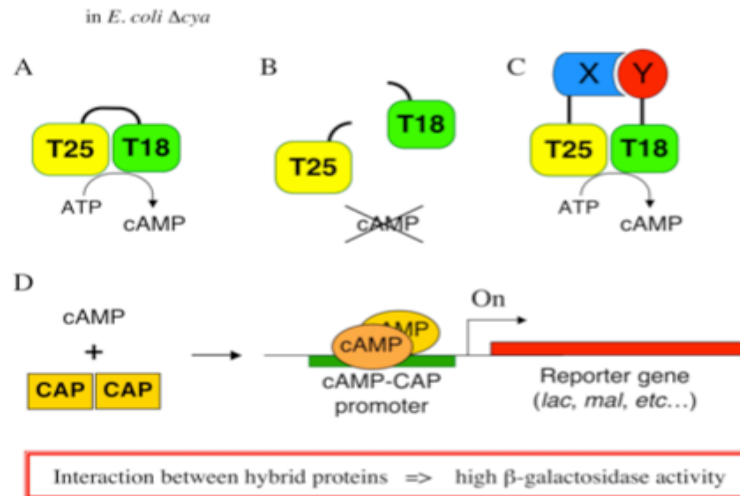 in E. coli Δcya
A
B
C
X Y
T25 T18
T18
T25
T25 T18
ATP
cAMP
cAMP
ATP
cAMP
D
cAMP
+
CAP CAP
On
cAMP
AMP
cAMP-CAP
promoter
Reporter gene
(lac, mal, etc...)
Interaction between hybrid proteins => high β-galactosidase activity